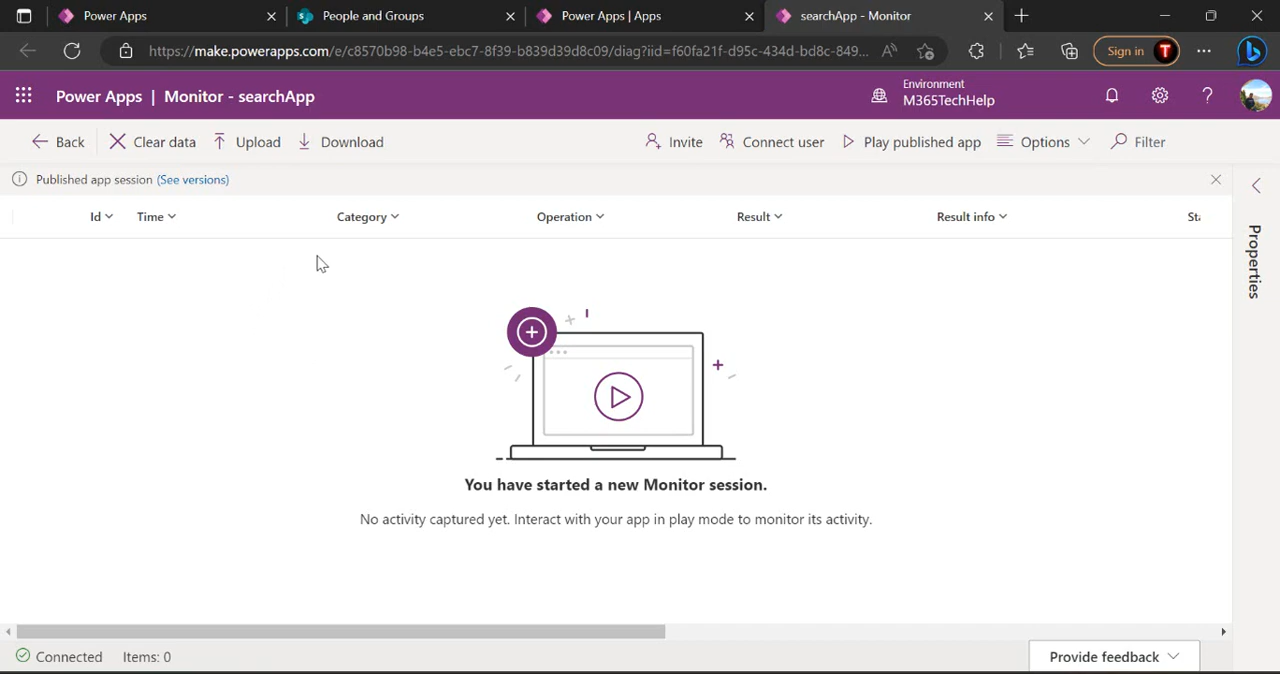 Power Apps
People and Groups
Power Apps | Apps
searchApp - Monitor
https://make.powerapps.com/e/c8570b98-b4e5-ebc7-8f39-b839d39d8c09/diag?iid=f60fa21f-d95c-434d-bd8c-849...
Sign in T
Power Apps | Monitor - searchApp
Environment
M365TechHelp
Back Clear data Upload Download Invite Connect user Play published app Options Filter
Published app session (See versions)
Id Time Category Operation Result Result info Sta
Properties
You have started a new Monitor session.
No activity captured yet. Interact with your app in play mode to monitor its activity.
Connected Items: 0 Provide feedback